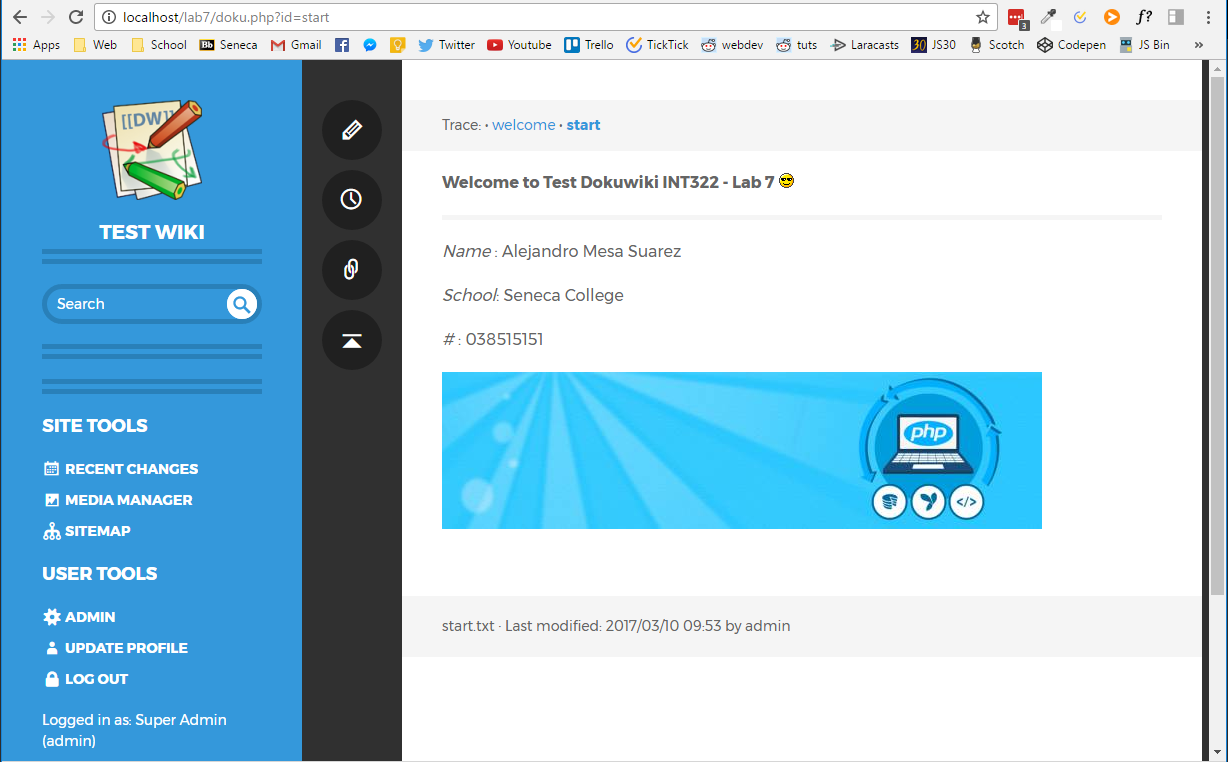 localhost/lab7/doku.php?id=start
3
f?
Apps Web School Bb Seneca Gmail Twitter Youtube Trello TickTick webdev tuts Laracasts 30 JS30 Scotch Codepen JS Bin »
[[DW]]
TEST WIKI
Search
SITE TOOLS
RECENT CHANGES
MEDIA MANAGER
SITEMAP
USER TOOLS
ADMIN
UPDATE PROFILE
LOG OUT
Logged in as: Super Admin
(admin)
Trace: • welcome • start
Welcome to Test Dokuwiki INT322 - Lab 7
Name : Alejandro Mesa Suarez
School: Seneca College
# : 038515151
php
</>
start.txt · Last modified: 2017/03/10 09:53 by admin